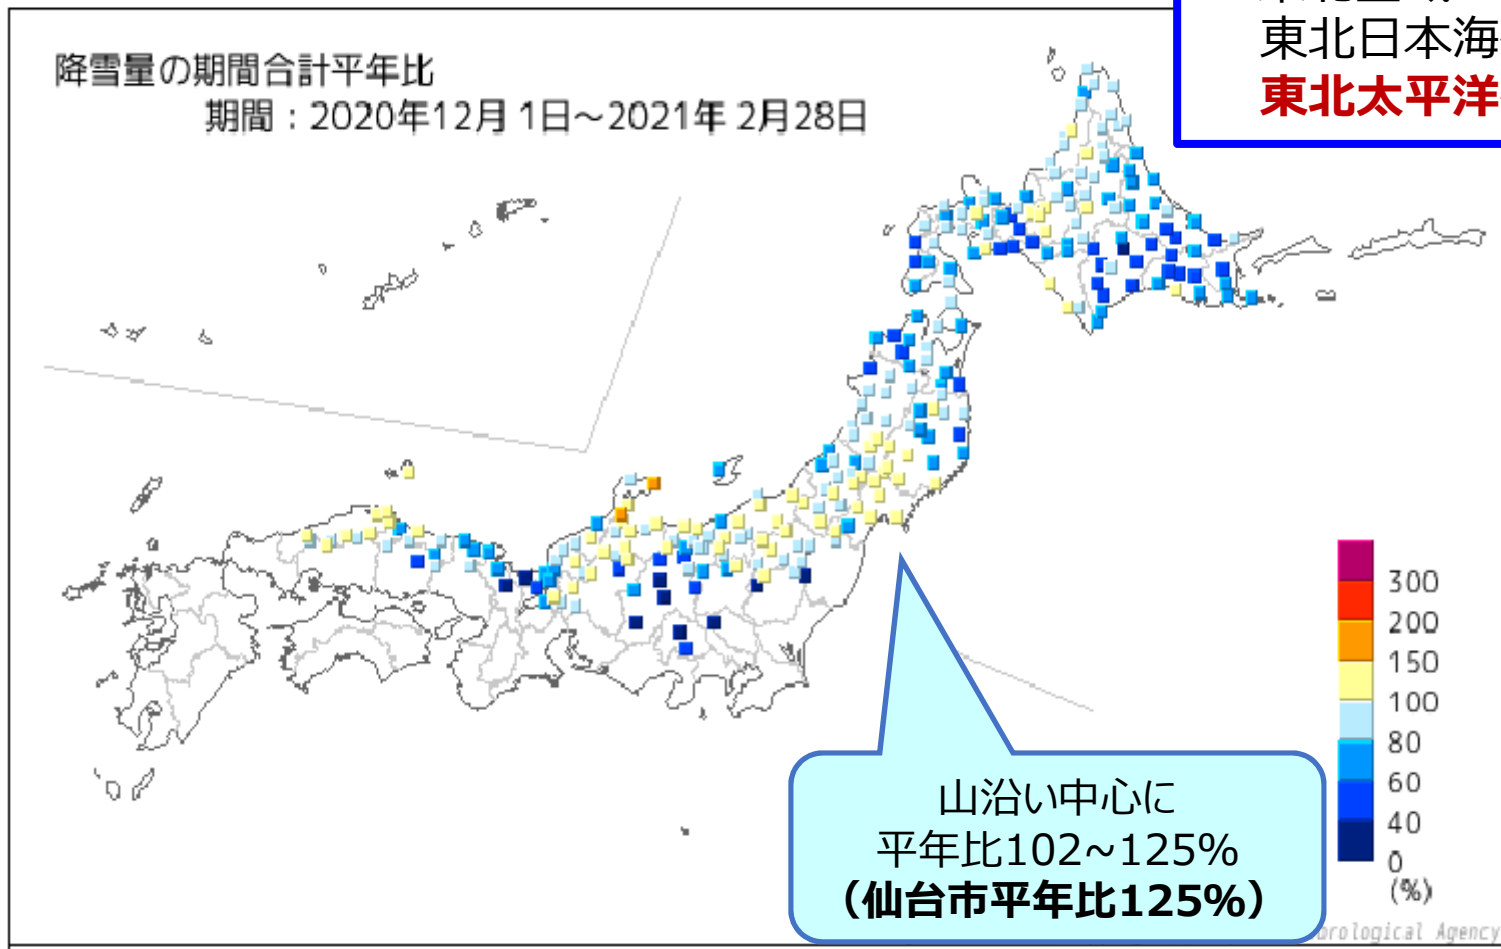 東北日本海
東北太平洋
降雪量の期間合計平年比
期間：2020年12月 1日～2021年 2月28日
山沿い中心に
平年比102~125%
（仙台市平年比125%）
300
200
150
100
80
60
40
0
(%)
orological Agency